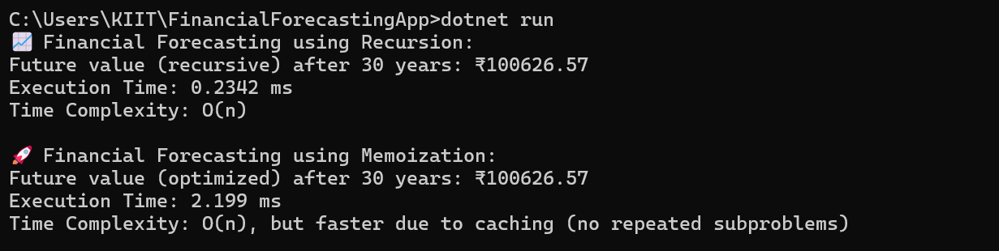 C:\Users\KIIT\FinancialForecastingApp>dotnet run
📈 Financial Forecasting using Recursion:
Future value (recursive) after 30 years: ₹100626.57
Execution Time: 0.2342 ms
Time Complexity: O(n)

🚀 Financial Forecasting using Memoization:
Future value (optimized) after 30 years: ₹100626.57
Execution Time: 2.199 ms
Time Complexity: O(n), but faster due to caching (no repeated subproblems)